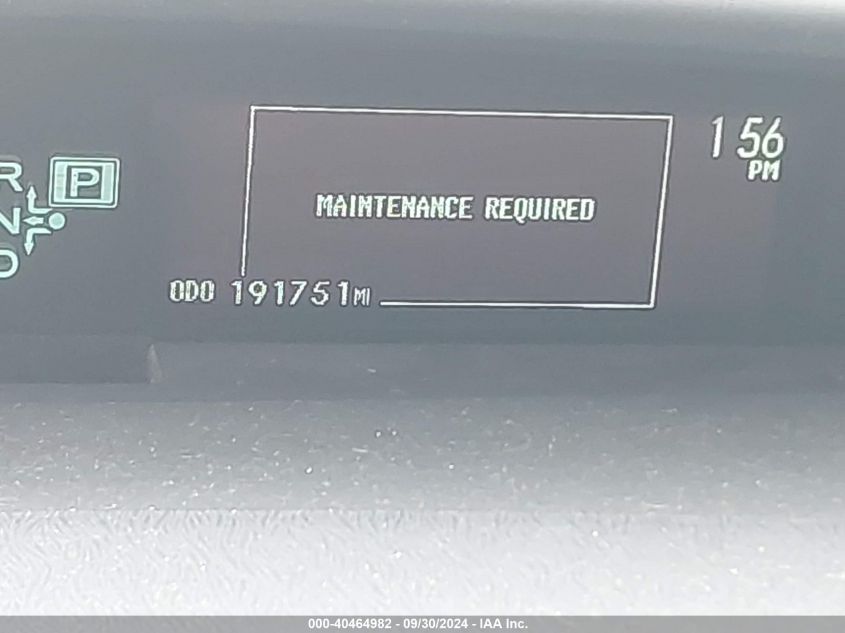 R
P
N
D
MAINTENANCE REQUIRED
1 56
PM
ODO 191751 MI
000-40464982 - 09/30/2024 - IAA Inc.